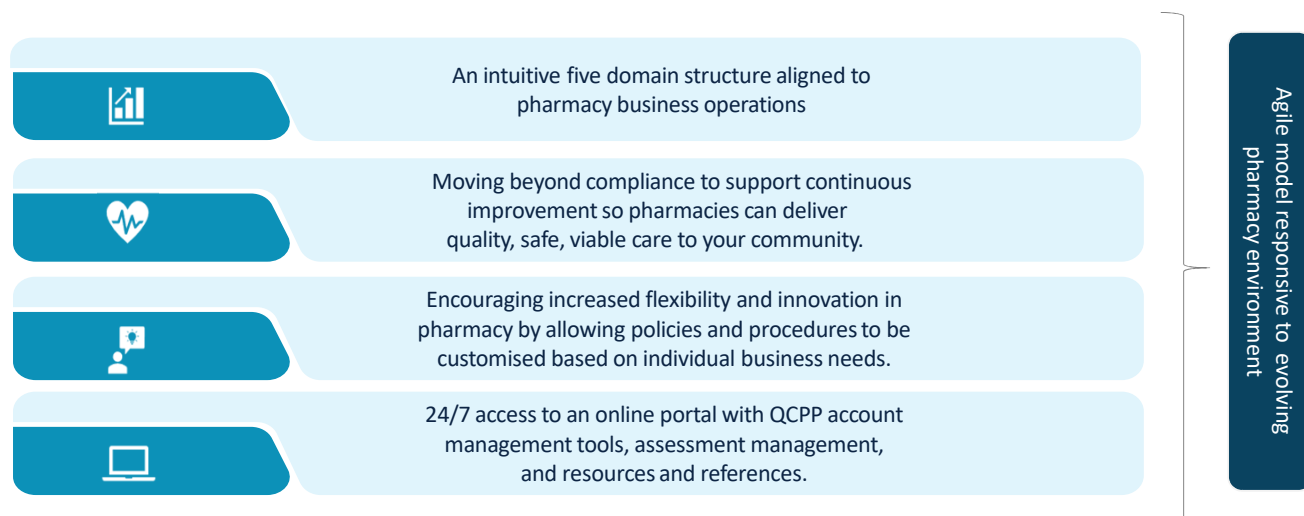 An intuitive five domain structure aligned to
pharmacy business operations
Moving beyond compliance to support continuous
improvement so pharmacies can deliver
quality, safe, viable care to your community.
Encouraging increased flexibility and innovation in
pharmacy by allowing policies and procedures to be
customised based on individual business needs.
24/7 access to an online portal with QCPP account
management tools, assessment management,
and resources and references.
Agile model responsive to evolving
pharmacy environment